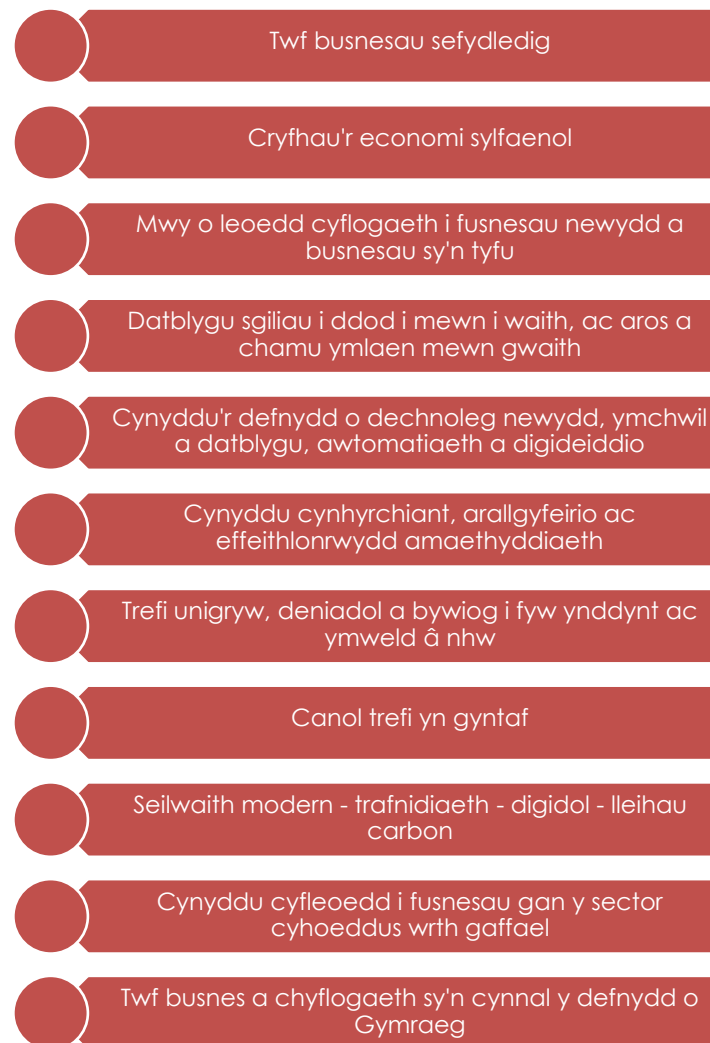 Twf busnesau sefydledig
Cryfhau'r economi sylfaenol
Mwy o leoedd cyflogaeth i fusnesau newydd a
busnesau sy'n tyfu
Datblygu sgiliau i ddod i mewn i waith, ac aros a
chamu ymlaen mewn gwaith
Cynyddu'r defnydd o dechnoleg newydd, ymchwil
a datblygu, awtomatiaeth a digideiddio
Cynyddu cynhyrchiant, arallgyfeirio ac
effeithlonrwydd amaethyddiaeth
Trefi unigryw, deniadol a bywiog i fyw ynddynt ac
ymweld â nhw
Canol trefi yn gyntaf
Seilwaith modern - trafnidiaeth - digidol - lleihau
carbon
Cynyddu cyfleoedd i fusnesau gan y sector
cyhoeddus wrth gaffael
Twf busnes a chyflogaeth sy'n cynnal y defnydd o
Gymraeg